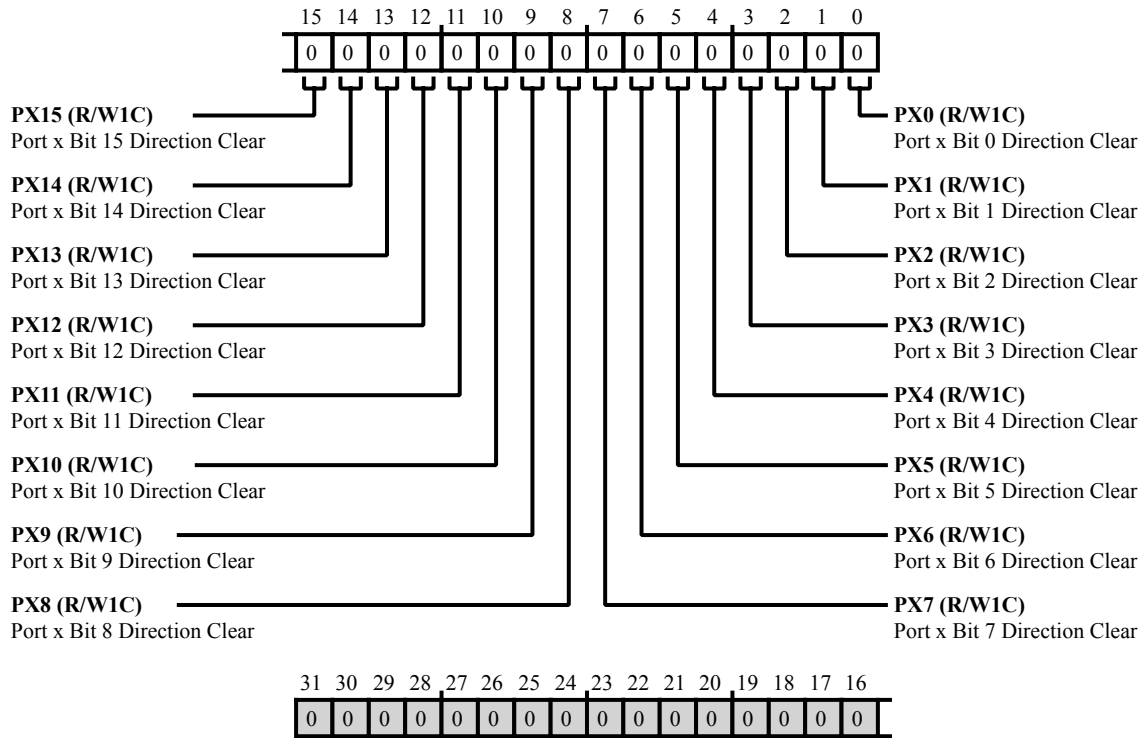 15 14 13 12 11 10 9 8 7 6 5 4 3 2 1 0
0 0 0 0 0 0 0 0 0 0 0 0 0 0 0 0
PX15 (R/W1C)
Port x Bit 15 Direction Clear
PX14 (R/W1C)
Port x Bit 14 Direction Clear
PX13 (R/W1C)
Port x Bit 13 Direction Clear
PX12 (R/W1C)
Port x Bit 12 Direction Clear
PX11 (R/W1C)
Port x Bit 11 Direction Clear
PX10 (R/W1C)
Port x Bit 10 Direction Clear
PX9 (R/W1C)
Port x Bit 9 Direction Clear
PX8 (R/W1C)
Port x Bit 8 Direction Clear
PX0 (R/W1C)
Port x Bit 0 Direction Clear
PX1 (R/W1C)
Port x Bit 1 Direction Clear
PX2 (R/W1C)
Port x Bit 2 Direction Clear
PX3 (R/W1C)
Port x Bit 3 Direction Clear
PX4 (R/W1C)
Port x Bit 4 Direction Clear
PX5 (R/W1C)
Port x Bit 5 Direction Clear
PX6 (R/W1C)
Port x Bit 6 Direction Clear
PX7 (R/W1C)
Port x Bit 7 Direction Clear
31 30 29 28 27 26 25 24 23 22 21 20 19 18 17 16
0 0 0 0 0 0 0 0 0 0 0 0 0 0 0 0